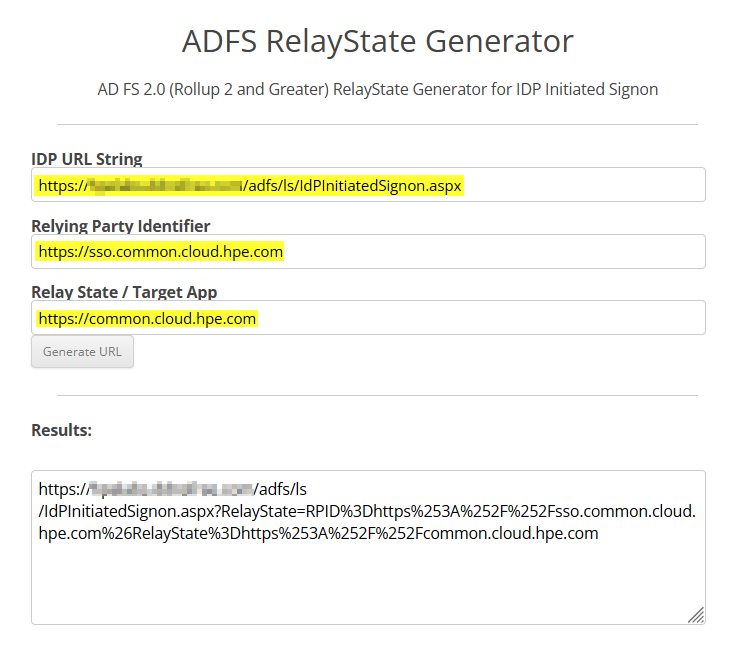 ADFS RelayState Generator
AD FS 2.0 (Rollup 2 and Greater) RelayState Generator for IDP Initiated Signon
IDP URL String
https:// /adfs/ls/IdPInitiatedSignon.aspx
Relying Party Identifier
https://sso.common.cloud.hpe.com
Relay State / Target App
https://common.cloud.hpe.com
Generate URL
Results:
https:// /adfs/ls
/IdPInitiatedSignon.aspx?RelayState=RPID%3Dhttps%253A%252F%252Fsso.common.cloud.
hpe.com%26RelayState%3Dhttps%253A%252F%252Fcommon.cloud.hpe.com